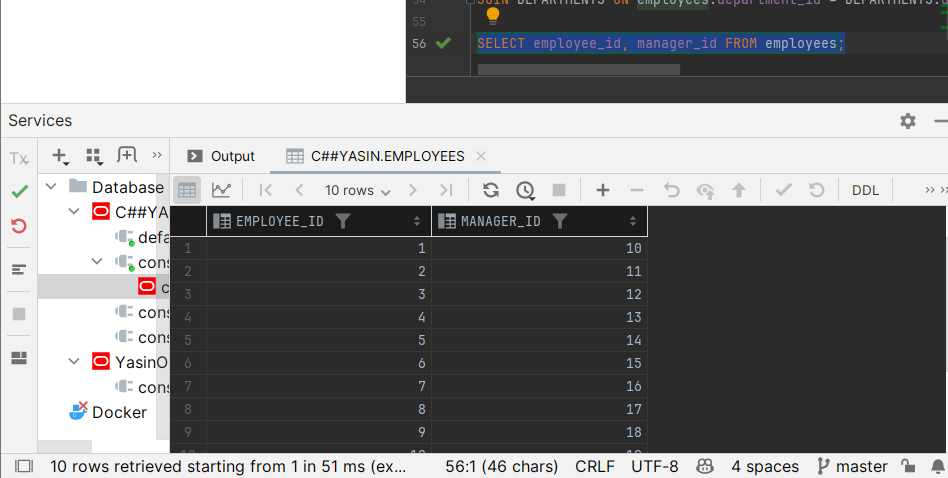 54 JOIN DEPARTMENTS ON employees.department_id = DEPARTMENTS.
55
56 SELECT employee_id, manager_id FROM employees;
Services
Tx
Output
C##YASIN.EMPLOYEES
10 rows
DDL
Database
C##YA
defa
cons
c
cons
cons
YasinO
cons
Docker
EMPLOYEE_ID MANAGER_ID
1 1 10
2 2 11
3 3 12
4 4 13
5 5 14
6 6 15
7 7 16
8 8 17
9 9 18
10 rows retrieved starting from 1 in 51 ms (ex... 56:1 (46 chars) CRLF UTF-8 4 spaces master